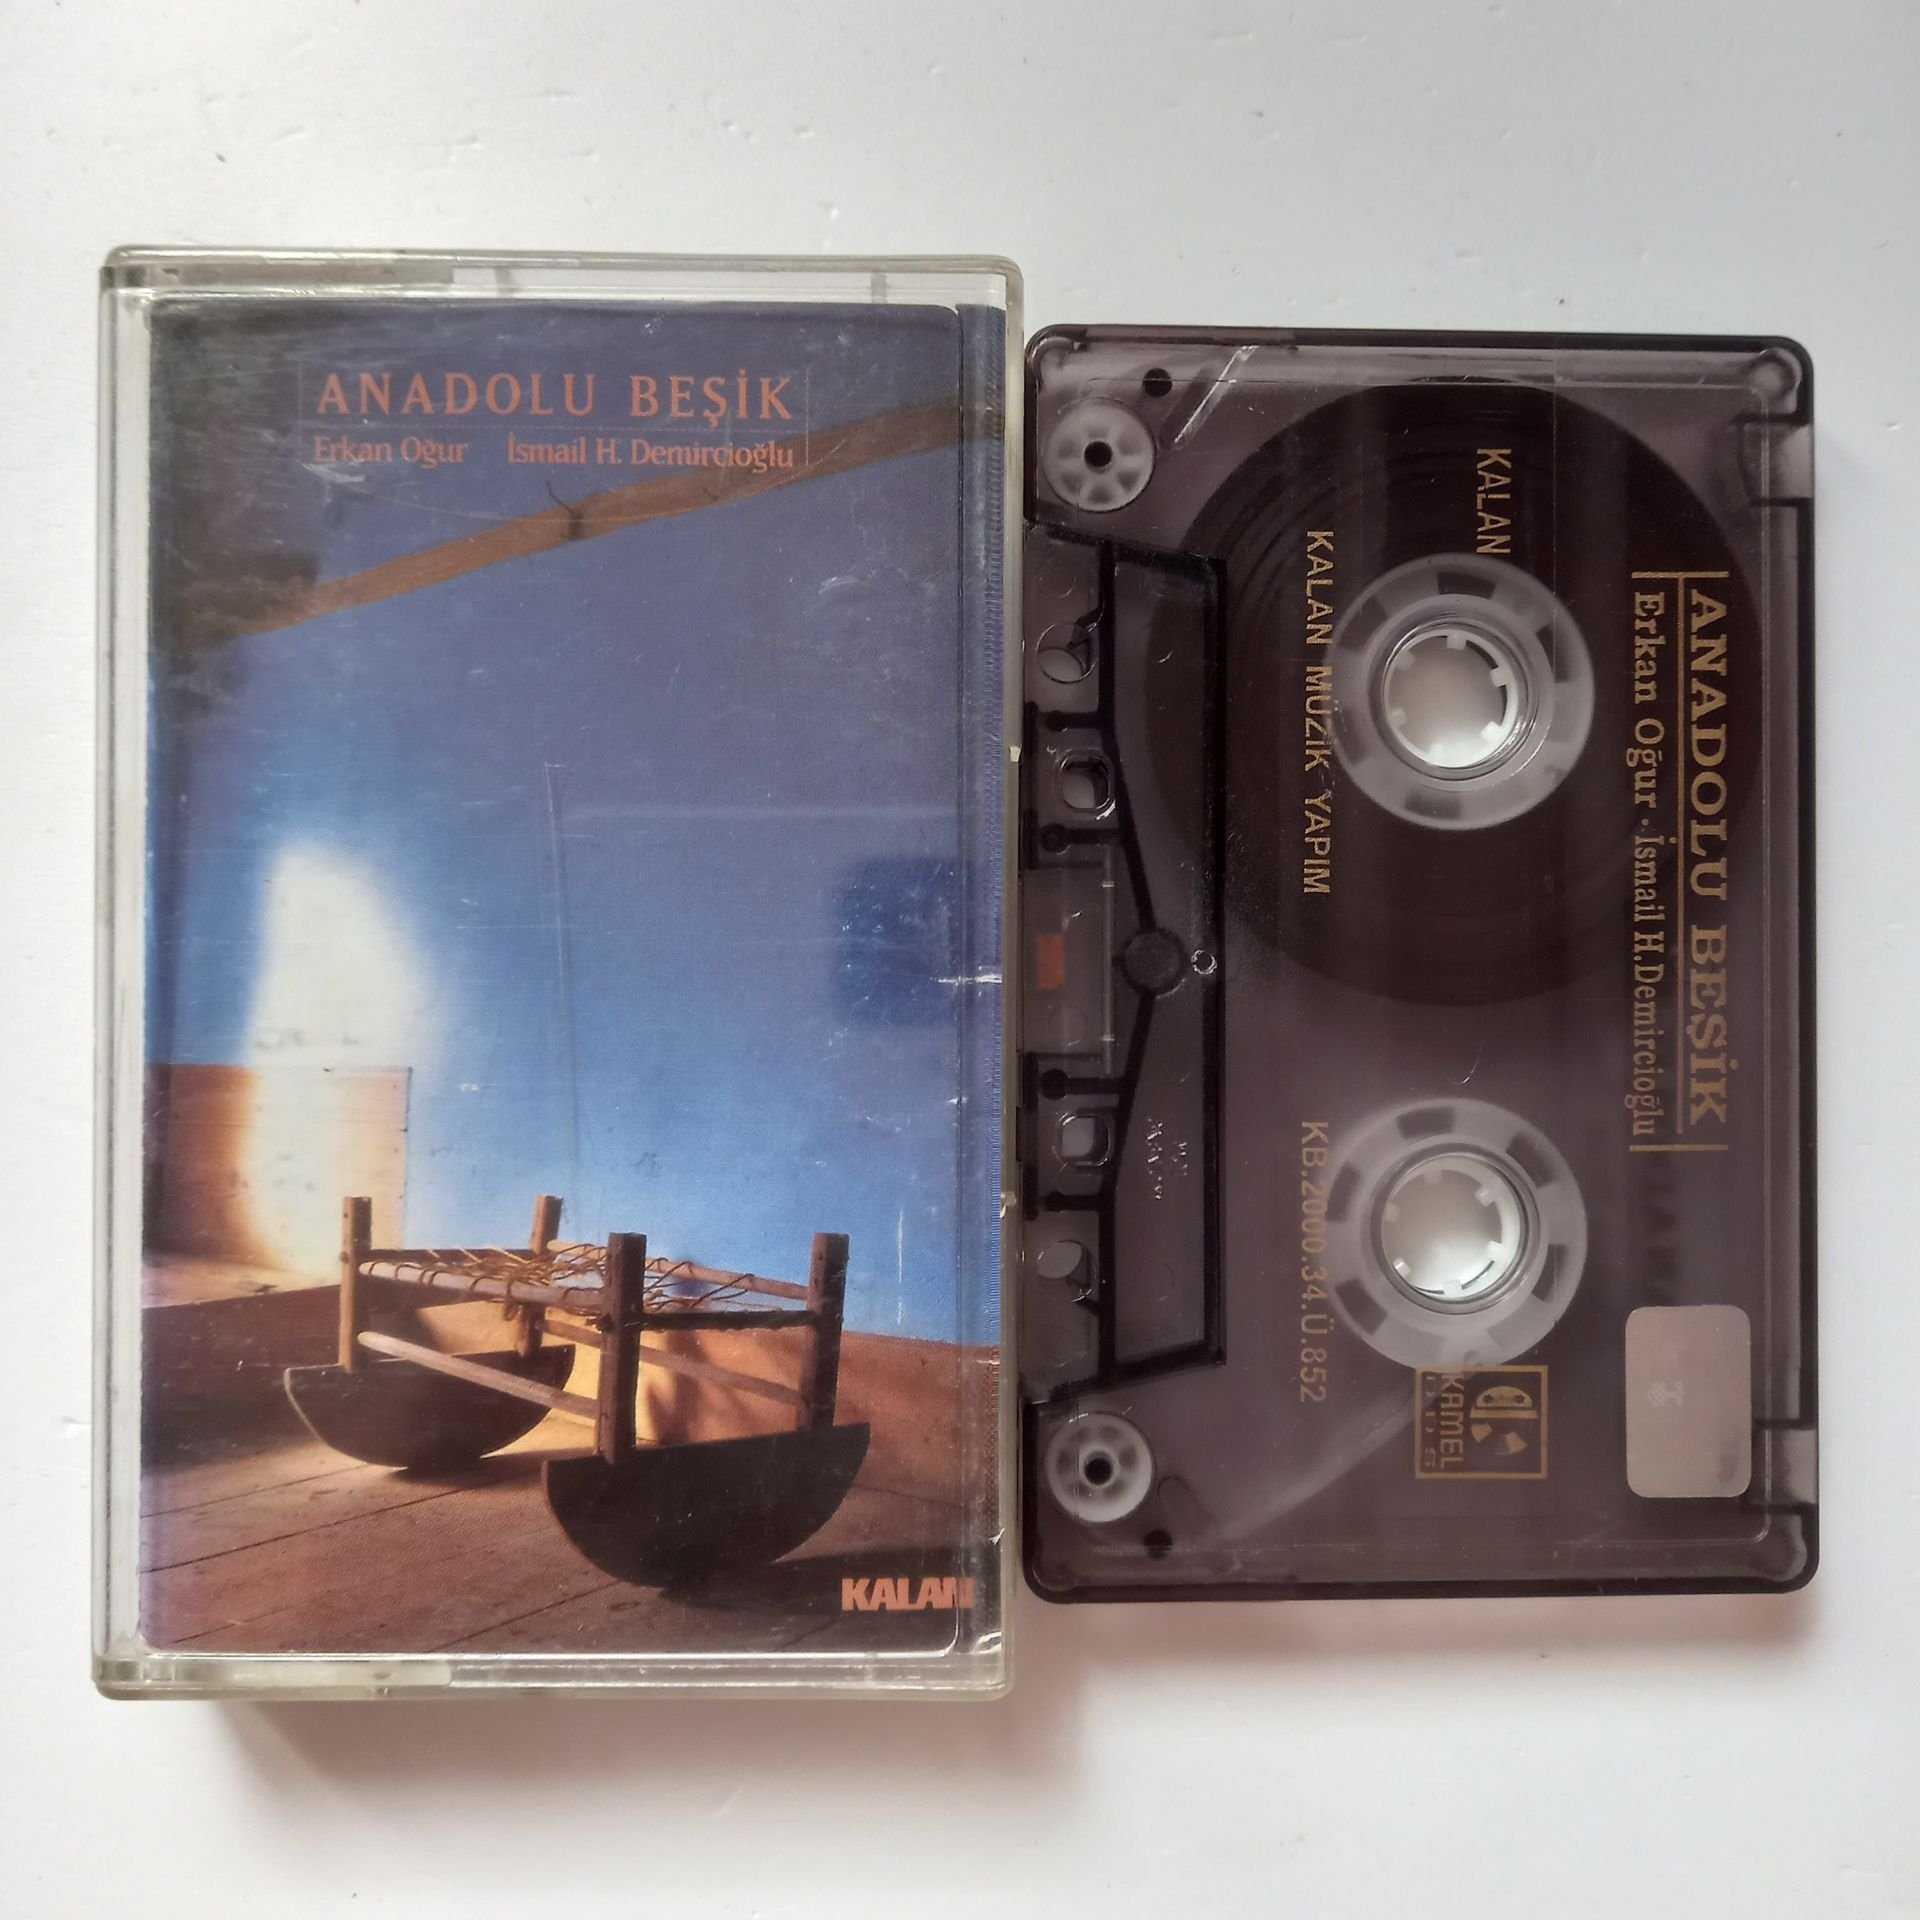 ANADOLU BEŞİK
Erkan Oğur İsmail H. Demircioğlu
KALAN
ANADOLU BEŞİK
Erkan Oğur · İsmail H.Demircioğlu
KALAN
KALAN MÜZİK YAPIM
KB.2000.34.Ü.852
KAMEL